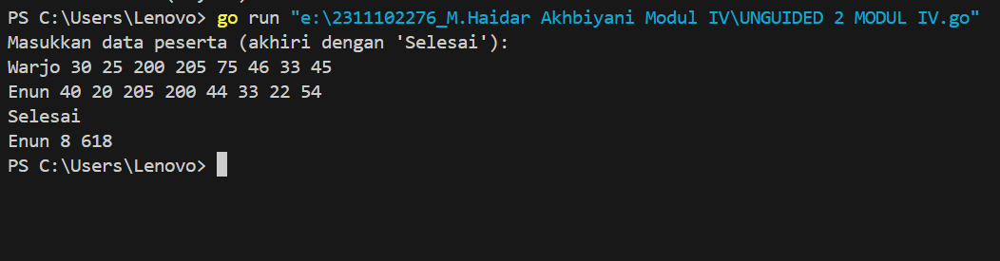 PS C:\Users\Lenovo> go run "e:\2311102276_M.Haidar Akhbiyani Modul IV\UNGUIDED 2 MODUL IV.go"
Masukkan data peserta (akhiri dengan 'Selesai'):
Warjo 30 25 200 205 75 46 33 45
Enun 40 20 205 200 44 33 22 54
Selesai
Enun 8 618
PS C:\Users\Lenovo>